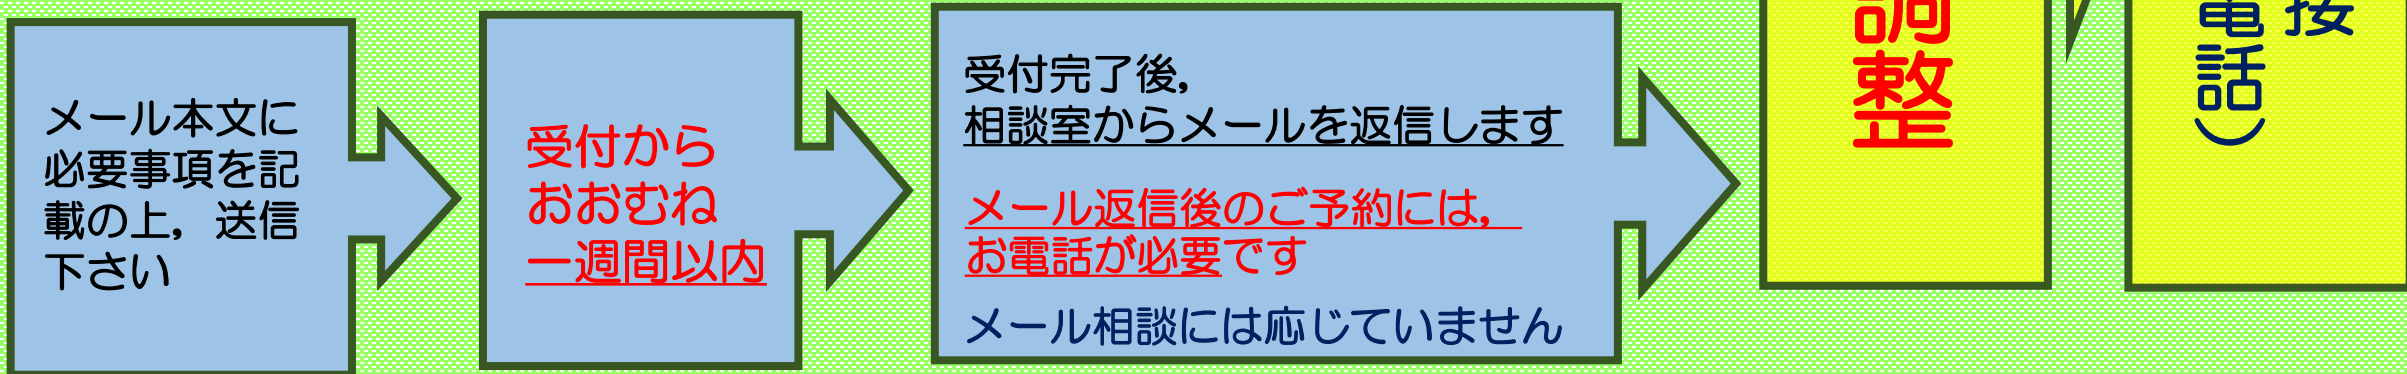 メール本文に
必要事項を記
載の上，送信
下さい
受付から
おおむね
一週間以内
受付完了後，
相談室からメールを返信します
メール返信後のご予約には，
お電話が必要です
メール相談には応じていません
調整
接
電話）